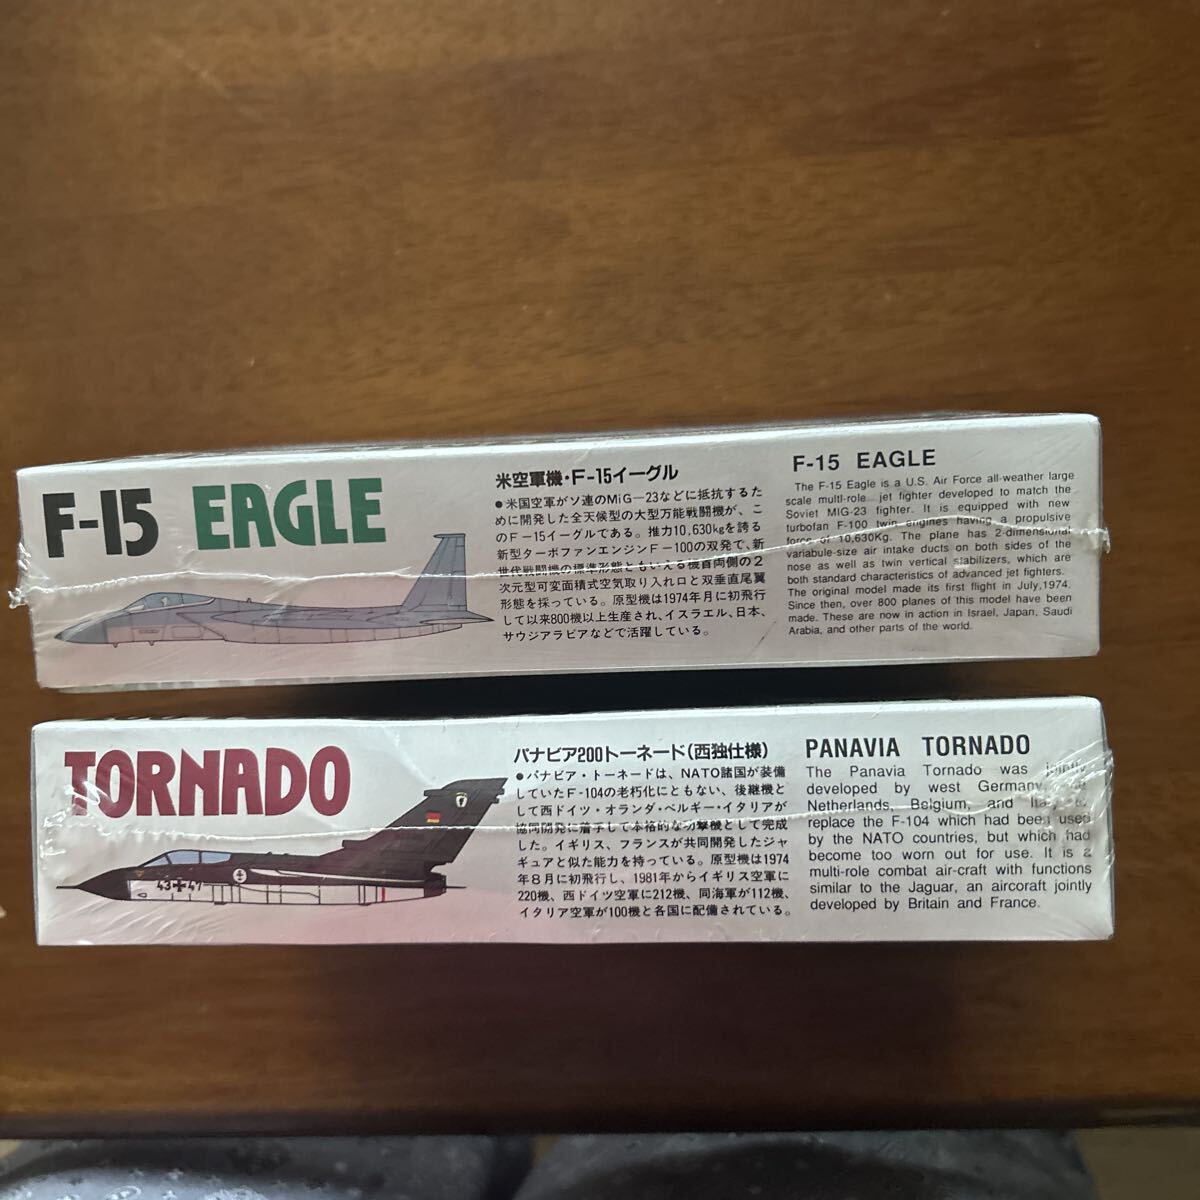 F-15 EAGLE
米空軍機・F-15イーグル
●米国空軍がソ連のMiG-23などに抵抗するた
めに開発した全天候型の大型万能戦闘機が、こ
のF-15イーグルである。推力10,630kgを誇る
新型ターボファンエンジンF-100の双発で、新
世代戦闘機の標準形態ともいえる機首両側の2
次元型可変面積式空気取り入れ口と双垂直尾翼
形態を採っている。原型機は1974年月に初飛行
して以来800機以上生産され、イスラエル、日本、
サウジアラビアなどで活躍している。
F-15 EAGLE
The F-15 Eagle is a U.S. Air Force all-weather large
scale multi-role jet fighter developed to match the
Soviet MIG-23 fighter. It is equipped with new
turbofan F-100 twin engines having a propulsive
force of 10,630Kg. The plane has 2-dimensional
variabule-size air intake ducts on both sides of the
nose as well as twin vertical stabilizers, which are
both standard characteristics of advanced jet fighters.
The original model made its first flight in July,1974.
Since then, over 800 planes of this model have been
made. These are now in action in Israel, Japan, Saudi
Arabia, and other parts of the world.
TORNADO
43 47
パナビア200トーネード(西独仕様)
●パナビア・トーネードは、NATO諸国が装備
していたF-104の老朽化にともない、後継機と
して西ドイツ・オランダ・ベルギー・イタリアが
協同開発に着手して本格的な攻撃機として完成
した。イギリス、フランスが共同開発したジャ
ギュアと似た能力を持っている。原型機は1974
年8月に初飛行し、1981年からイギリス空軍に
220機、西ドイツ空軍に212機、同海軍が112機、
イタリア空軍が100機と各国に配備されている。
PANAVIA TORNADO
The Panavia Tornado was jointly
developed by west Germany,
Netherlands, Belgium, and Italy to
replace the F-104 which had been used
by the NATO countries, but which had
become too worn out for use. It is a
multi-role combat air-craft with functions
similar to the Jaguar, an aircoraft jointly
developed by Britain and France.